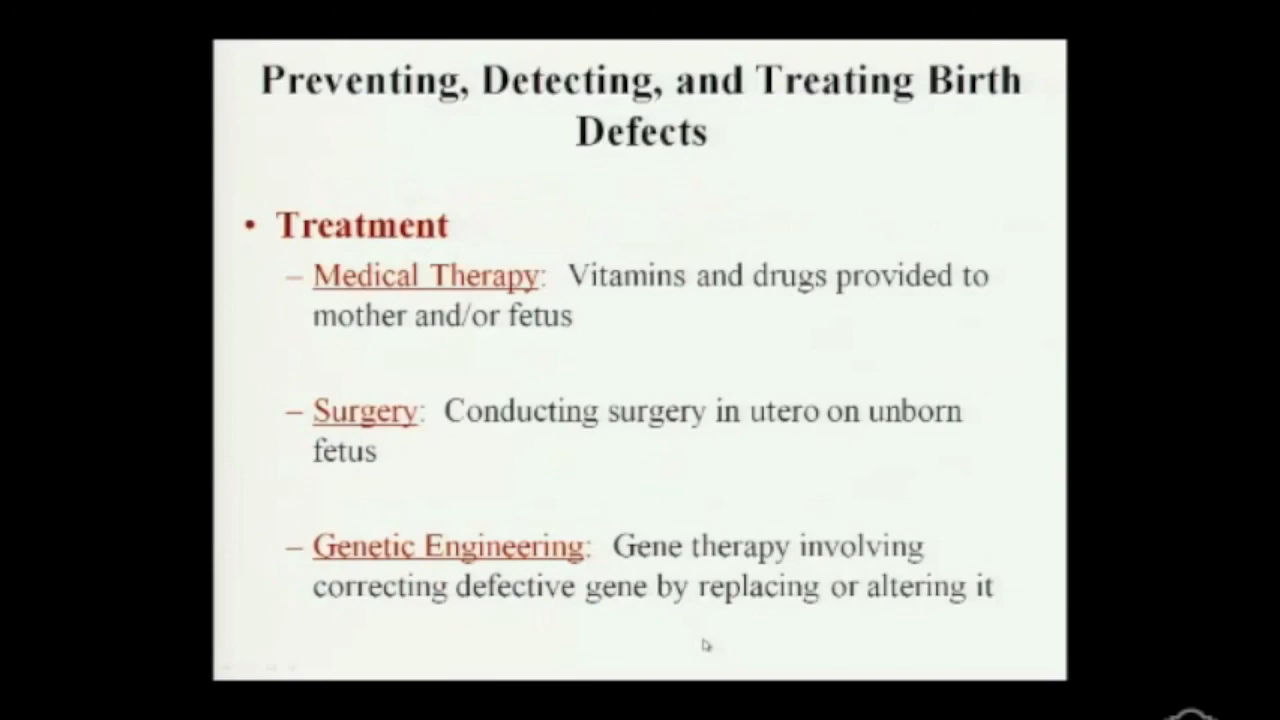 Preventing, Detecting, and Treating Birth
Defects
• Treatment
– Medical Therapy: Vitamins and drugs provided to
mother and/or fetus
– Surgery: Conducting surgery in utero on unborn
fetus
– Genetic Engineering: Gene therapy involving
correcting defective gene by replacing or altering it